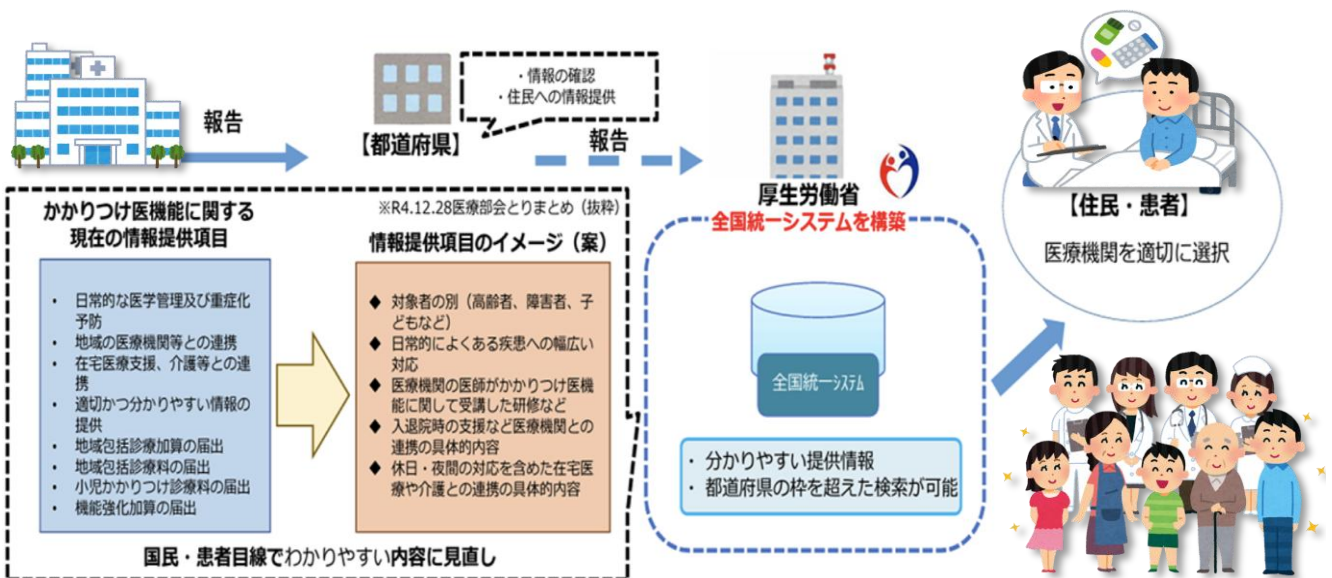 報告
・情報の確認
・住民への情報提供
【都道府県】
報告
厚生労働省
全国統一システムを構築
【住民・患者】
医療機関を適切に選択
かかりつけ医機能に関する
現在の情報提供項目
・ 日常的な医学管理及び重症化
予防
・ 地域の医療機関等との連携
・ 在宅医療支援、介護等との連
携
・ 適切かつ分かりやすい情報の
提供
・ 地域包括診療加算の届出
・ 地域包括診療料の届出
・ 小児かかりつけ診療料の届出
・ 機能強化加算の届出
※R4.12.28医療部会とりまとめ（抜粋）
情報提供項目のイメージ（案）
◆ 対象者の別（高齢者、障害者、子
どもなど）
◆ 日常的によくある疾患への幅広い
対応
◆ 医療機関の医師がかかりつけ医機
能に関して受講した研修など
◆ 入退院時の支援など医療機関との
連携の具体的内容
◆ 休日・夜間の対応を含めた在宅医
療や介護との連携の具体的内容
国民・患者目線でわかりやすい内容に見直し
全国統一ｼｽﾃﾑ
・ 分かりやすい提供情報
・ 都道府県の枠を超えた検索が可能